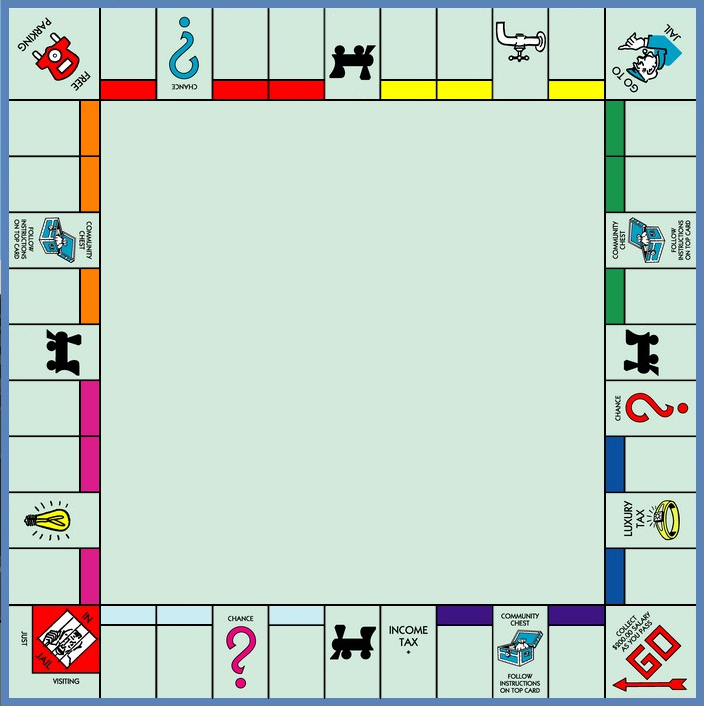 FREE
PARKING
CHANCE
GO TO
JAIL
COMMUNITY
CHEST
FOLLOW
INSTRUCTIONS
ON TOP CARD
COMMUNITY
CHEST
FOLLOW
INSTRUCTIONS
ON TOP CARD
CHANCE
LUXURY
TAX
JUST
VISITING
IN
JAIL
CHANCE
INCOME
TAX
COMMUNITY
CHEST
FOLLOW
INSTRUCTIONS
ON TOP CARD
COLLECT
$200.00 SALARY
AS YOU PASS
GO